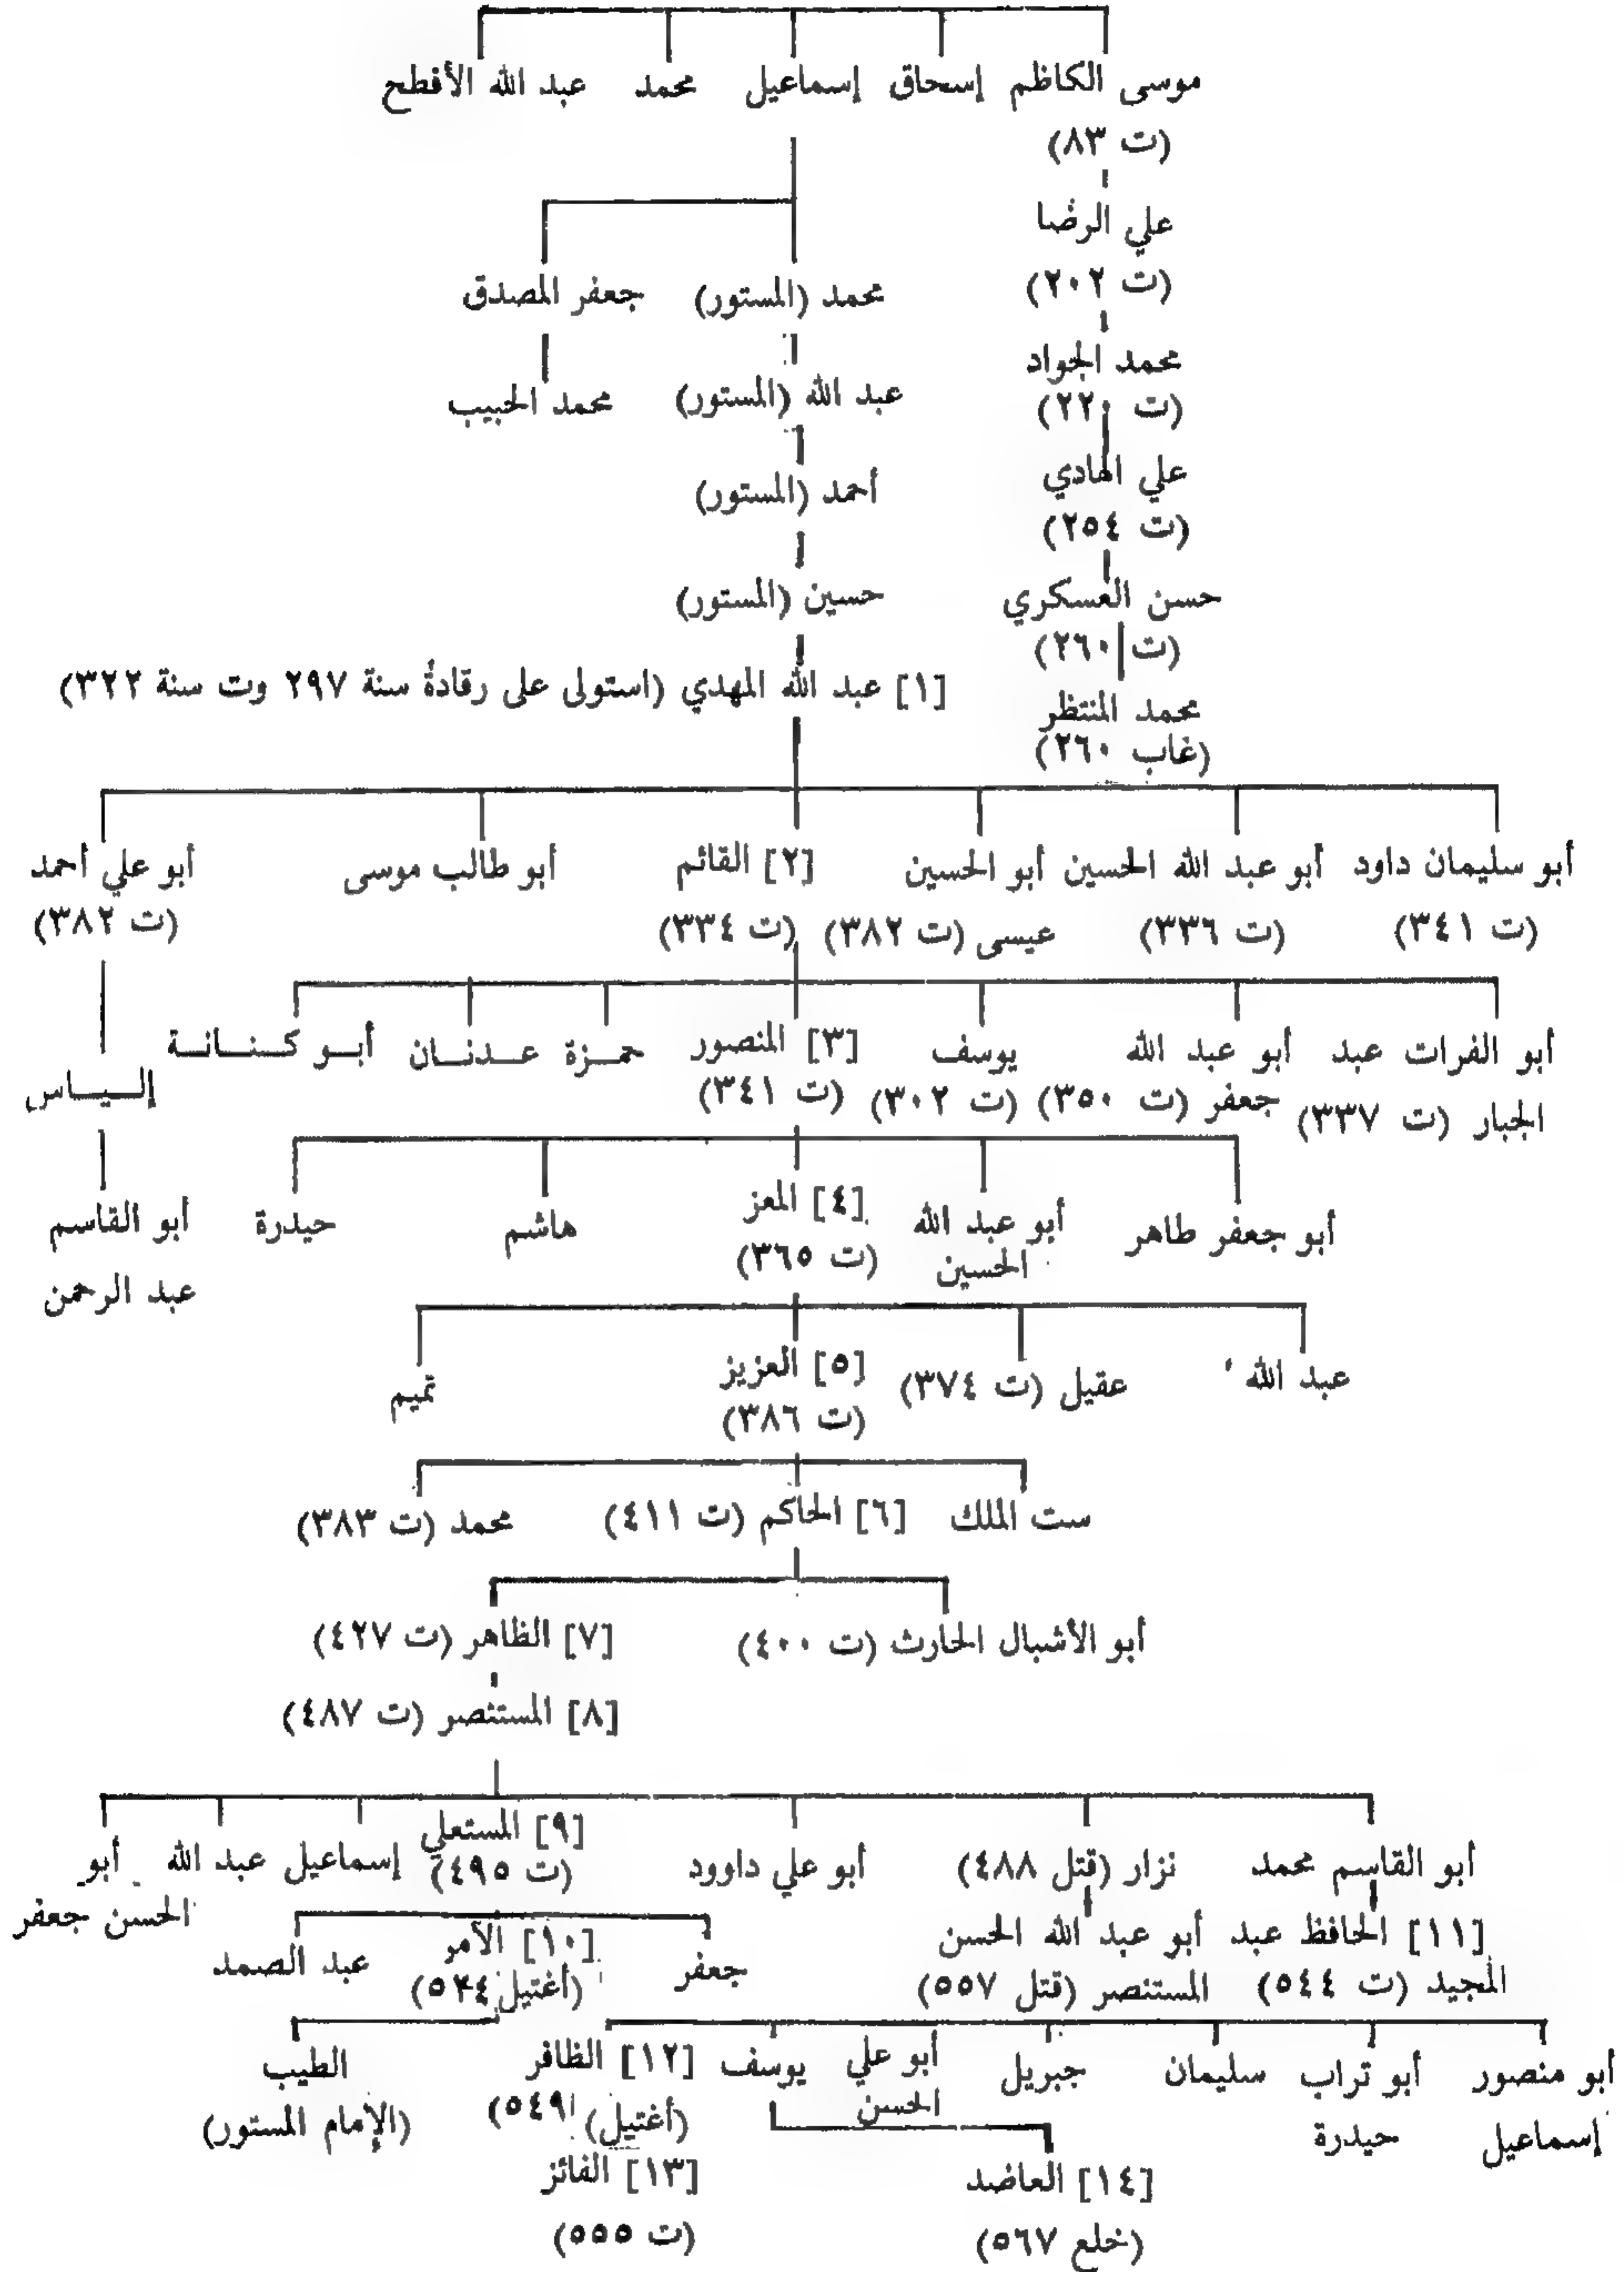 موسى الكاظم إسحاق إسماعيل محمد عبد الله الأفطح
(ت ٨٣)
علي الرضا
(ت ٢٠٢)
محمد (المستور) جعفر المصدق
محمد الجواد
(ت ٢٢٠)
عبد الله (المستور) محمد الحبيب
علي الهادي
أحمد (المستور)
(ت ٢٥٤)
حسن العسكري
حسين (المستور)
(ت ٢٦٠)
[١] عبد الله المهدي (استولى على رقادة سنة ٢٩٧ وت سنة ٣٢٢)
محمد المنتظر
(غاب ٢٦٠)
أبو سليمان داود أبو عبد الله الحسين أبو الحسين [٢] القائم أبو طالب موسى أبو علي أحمد
(ت ٣٤١) (ت ٣٣٦) عيسى (ت ٣٨٢) (ت ٣٣٤) (ت ٣٨٢)
أبو الفرات عبد أبو عبد الله يوسف [٣] المنصور حمـزة عـدنـان أبـو كـنـانـة
إلـيـاس
الجبار (ت ٣٣٧) جعفر (ت ٣٥٠) (ت ٣٠٢) (ت ٣٤١)
أبو جعفر طاهر أبو عبد الله [٤] المعز هاشم حيدرة أبو القاسم
الحسين (ت ٣٦٥)
عبد الرحمن
عبد الله عقيل (ت ٣٧٤) [٥] العزيز تميم
(ت ٣٨٦)
ست الملك [٦] الحاكم (ت ٤١١) محمد (ت ٣٨٣)
أبو الأشبال الحارث (ت ٤٠٠) [٧] الظاهر (ت ٤٢٧)
[٨] المستنصر (ت ٤٨٧)
أبو القاسم محمد نزار (قتل ٤٨٨) أبو علي داوود [٩] المستعلي إسماعيل عبد الله أبو
(ت ٤٩٥) الحسن جعفر
[١١] الحافظ عبد أبو عبد الله الحسن جعفر [١٠] الآمر عبد الصمد
المجيد (ت ٥٤٤) المستنصر (قتل ٥٥٧) (أغتيل ٥٢٤)
أبو منصور أبو تراب سليمان جبريل أبو علي يوسف [١٢] الظافر الطيب
إسماعيل حيدرة الحسن (أغتيل) ٥٤٩) (الإمام المستور)
[١٤] العاضد [١٣] الفائز
(خلع ٥٦٧) (ت ٥٥٥)